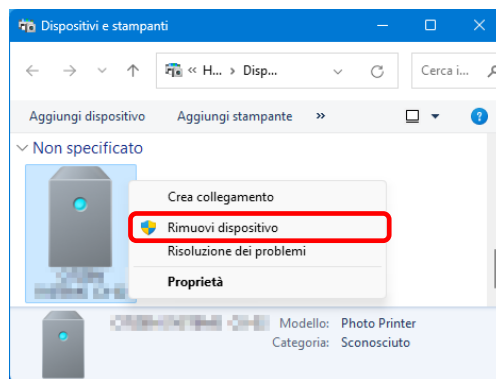 Dispositivi e stampanti
« H... › Disp...
Cerca i...
Aggiungi dispositivo Aggiungi stampante »
Non specificato
Crea collegamento
Rimuovi dispositivo
Risoluzione dei problemi
Proprietà
Modello: Photo Printer
Categoria: Sconosciuto